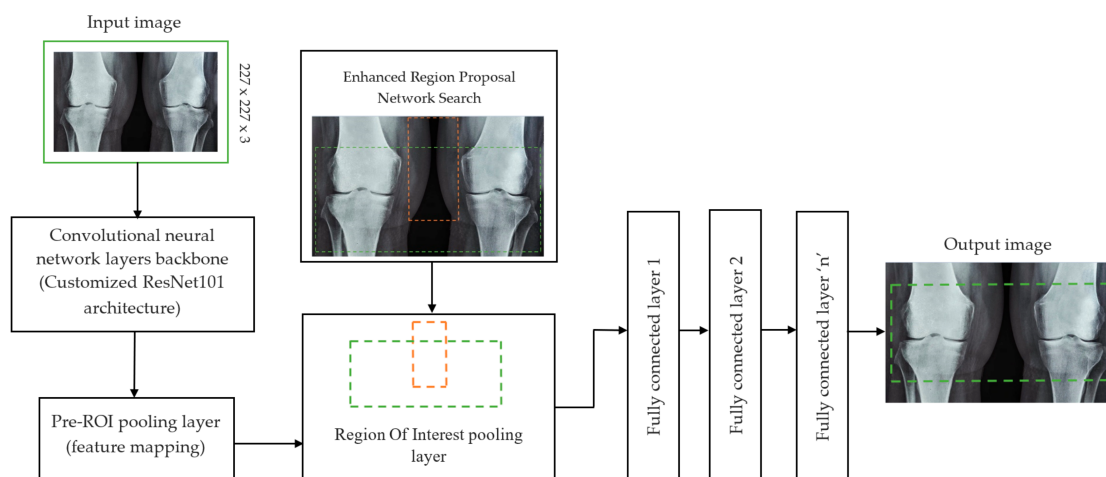 Input image
227 x 227 x 3
Convolutional neural
network layers backbone
(Customized ResNet101
architecture)
Pre-ROI pooling layer
(feature mapping)
Enhanced Region Proposal
Network Search
Region Of Interest pooling
layer
Fully connected layer 1
Fully connected layer 2
Fully connected layer ‘n’
Output image